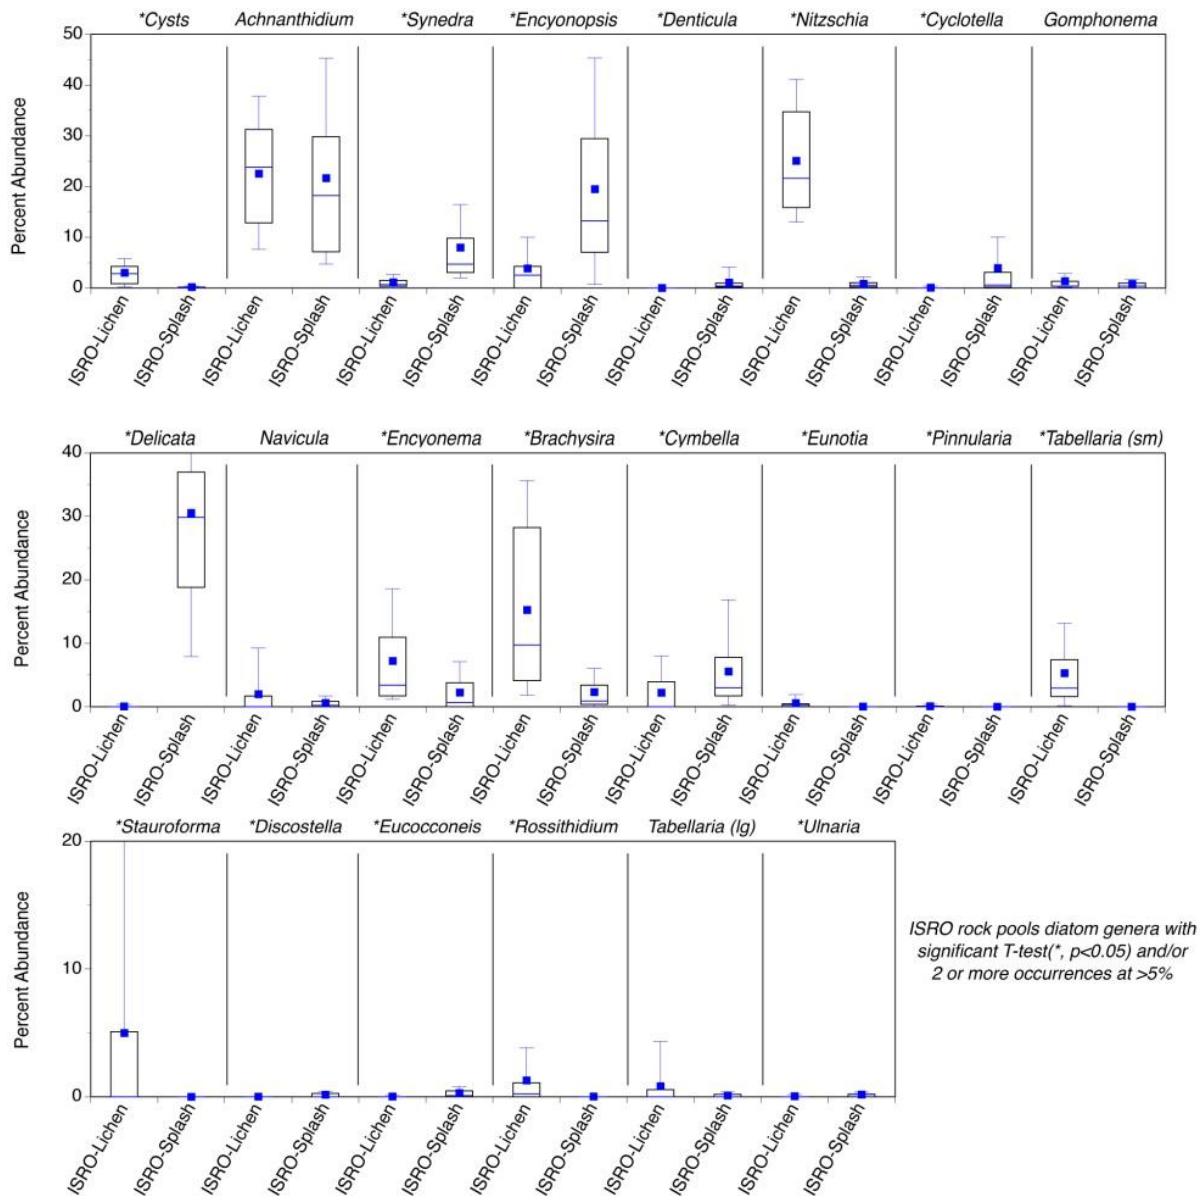 *Cysts Achnanthidium *Synedra *Encyonopsis *Denticula *Nitzschia *Cyclotella Gomphonema
Percent Abundance
50
40
30
20
10
0
ISRO-Lichen ISRO-Splash ISRO-Lichen ISRO-Splash ISRO-Lichen ISRO-Splash ISRO-Lichen ISRO-Splash ISRO-Lichen ISRO-Splash ISRO-Lichen ISRO-Splash ISRO-Lichen ISRO-Splash ISRO-Lichen ISRO-Splash
*Delicata Navicula *Encyonema *Brachysira *Cymbella *Eunotia *Pinnularia *Tabellaria (sm)
Percent Abundance
40
30
20
10
0
ISRO-Lichen ISRO-Splash ISRO-Lichen ISRO-Splash ISRO-Lichen ISRO-Splash ISRO-Lichen ISRO-Splash ISRO-Lichen ISRO-Splash ISRO-Lichen ISRO-Splash ISRO-Lichen ISRO-Splash ISRO-Lichen ISRO-Splash
*Stauroforma *Discostella *Eucocconeis *Rossithidium Tabellaria (lg) *Ulnaria
Percent Abundance
20
10
0
ISRO-Lichen ISRO-Splash ISRO-Lichen ISRO-Splash ISRO-Lichen ISRO-Splash ISRO-Lichen ISRO-Splash ISRO-Lichen ISRO-Splash ISRO-Lichen ISRO-Splash
ISRO rock pools diatom genera with
significant T-test(*, p<0.05) and/or
2 or more occurrences at >5%